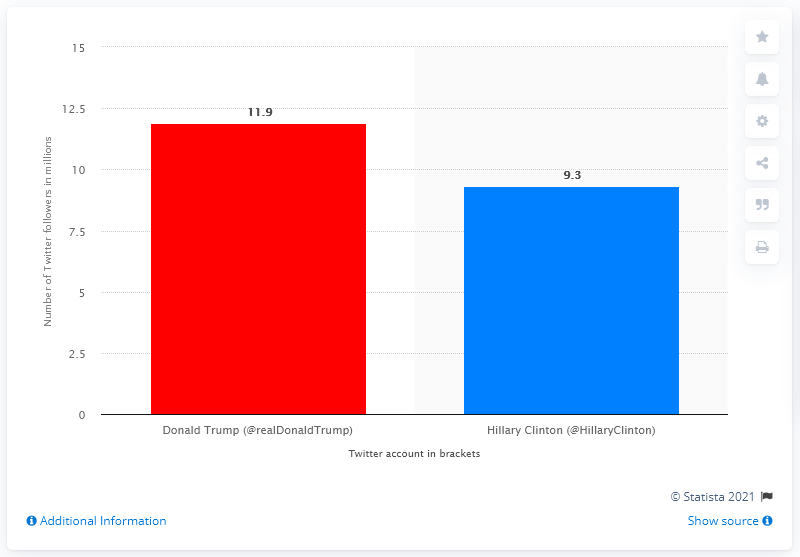 15
12.5
10
7.5
5
2.5
0
Number of Twitter followers in millions
11.9
9.3
Donald Trump (@realDonaldTrump)
Hillary Clinton (@HillaryClinton)
Twitter account in brackets
© Statista 2021
Additional Information
Show source